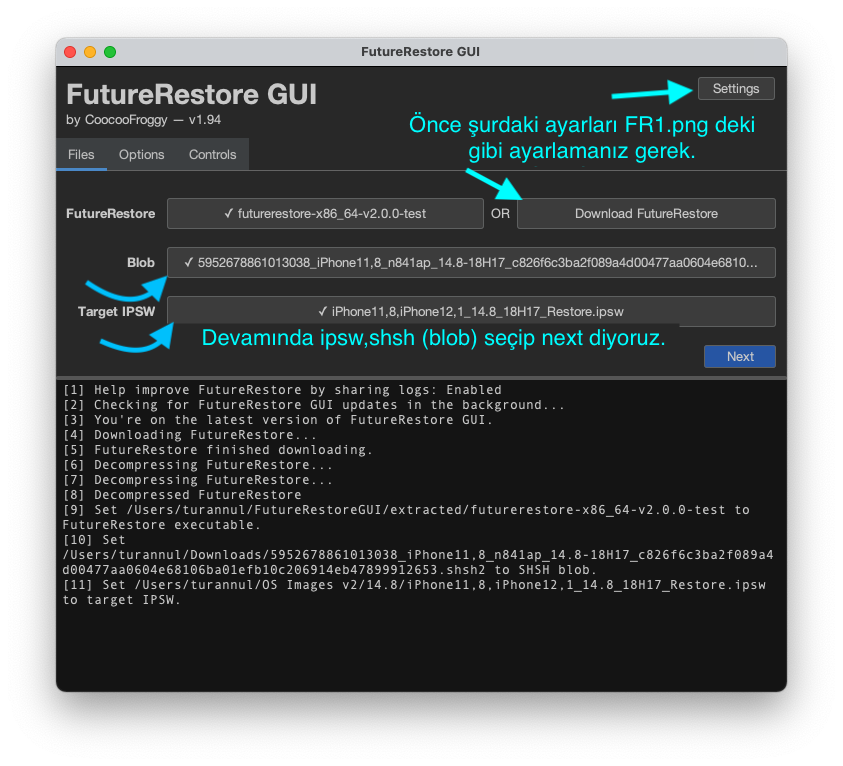 FutureRestore GUI
FutureRestore GUI
by CoocooFroggy — v1.94
Settings
Önce şurdaki ayarları FR1.png deki
gibi ayarlamanız gerek.
Files Options Controls
FutureRestore ✓ futurerestore-x86_64-v2.0.0-test OR Download FutureRestore
Blob ✓ 5952678861013038_iPhone11,8_n841ap_14.8-18H17_c826f6c3ba2f089a4d00477aa0604e6810...
Target IPSW ✓ iPhone11,8,iPhone12,1_14.8_18H17_Restore.ipsw
Devamında ipsw,shsh (blob) seçip next diyoruz.
Next
[1] Help improve FutureRestore by sharing logs: Enabled
[2] Checking for FutureRestore GUI updates in the background...
[3] You're on the latest version of FutureRestore GUI.
[4] Downloading FutureRestore...
[5] FutureRestore finished downloading.
[6] Decompressing FutureRestore...
[7] Decompressing FutureRestore...
[8] Decompressed FutureRestore
[9] Set /Users/turannul/FutureRestoreGUI/extracted/futurerestore-x86_64-v2.0.0-test to
FutureRestore executable.
[10] Set
/Users/turannul/Downloads/5952678861013038_iPhone11,8_n841ap_14.8-18H17_c826f6c3ba2f089a4
d00477aa0604e68106ba01efb10c206914eb47899912653.shsh2 to SHSH blob.
[11] Set /Users/turannul/OS Images v2/14.8/iPhone11,8,iPhone12,1_14.8_18H17_Restore.ipsw
to target IPSW.